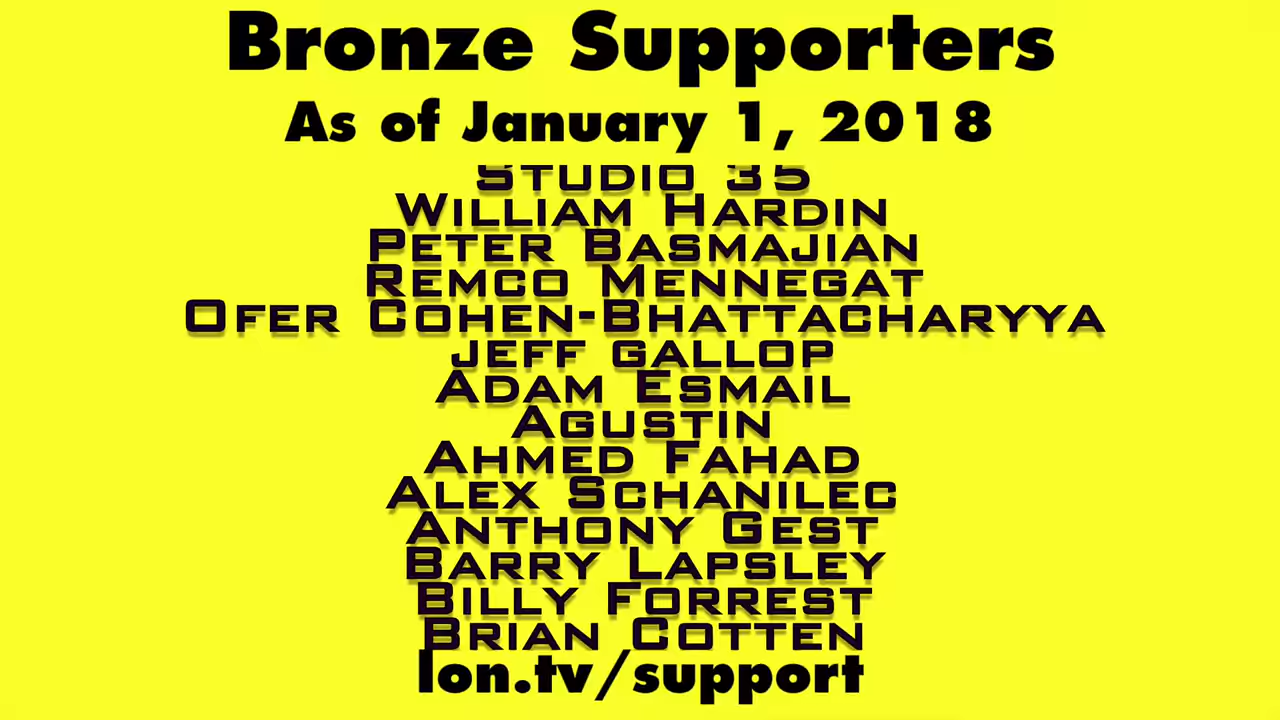 Bronze Supporters
As of January 1, 2018
Studio 35
William Hardin
Peter Basmajian
Remco Mennegat
Ofer Cohen-Bhattacharyya
jeff gallop
Adam Esmail
Agustin
Ahmed Fahad
Alex Schanilec
Anthony Gest
Barry Lapsley
Billy Forrest
Brian Cotten
lon.tv/support